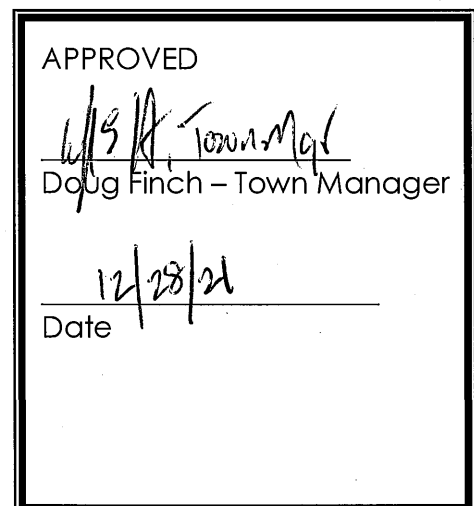 APPROVED
Town Mgr
Doug Finch – Town Manager
12/28/21
Date